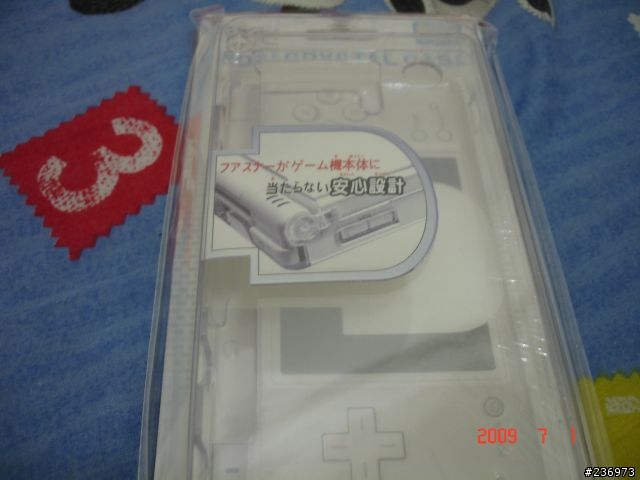 3
ファスナーがゲーム機本体に
当たらない安心設計
2009 7 1
#236973